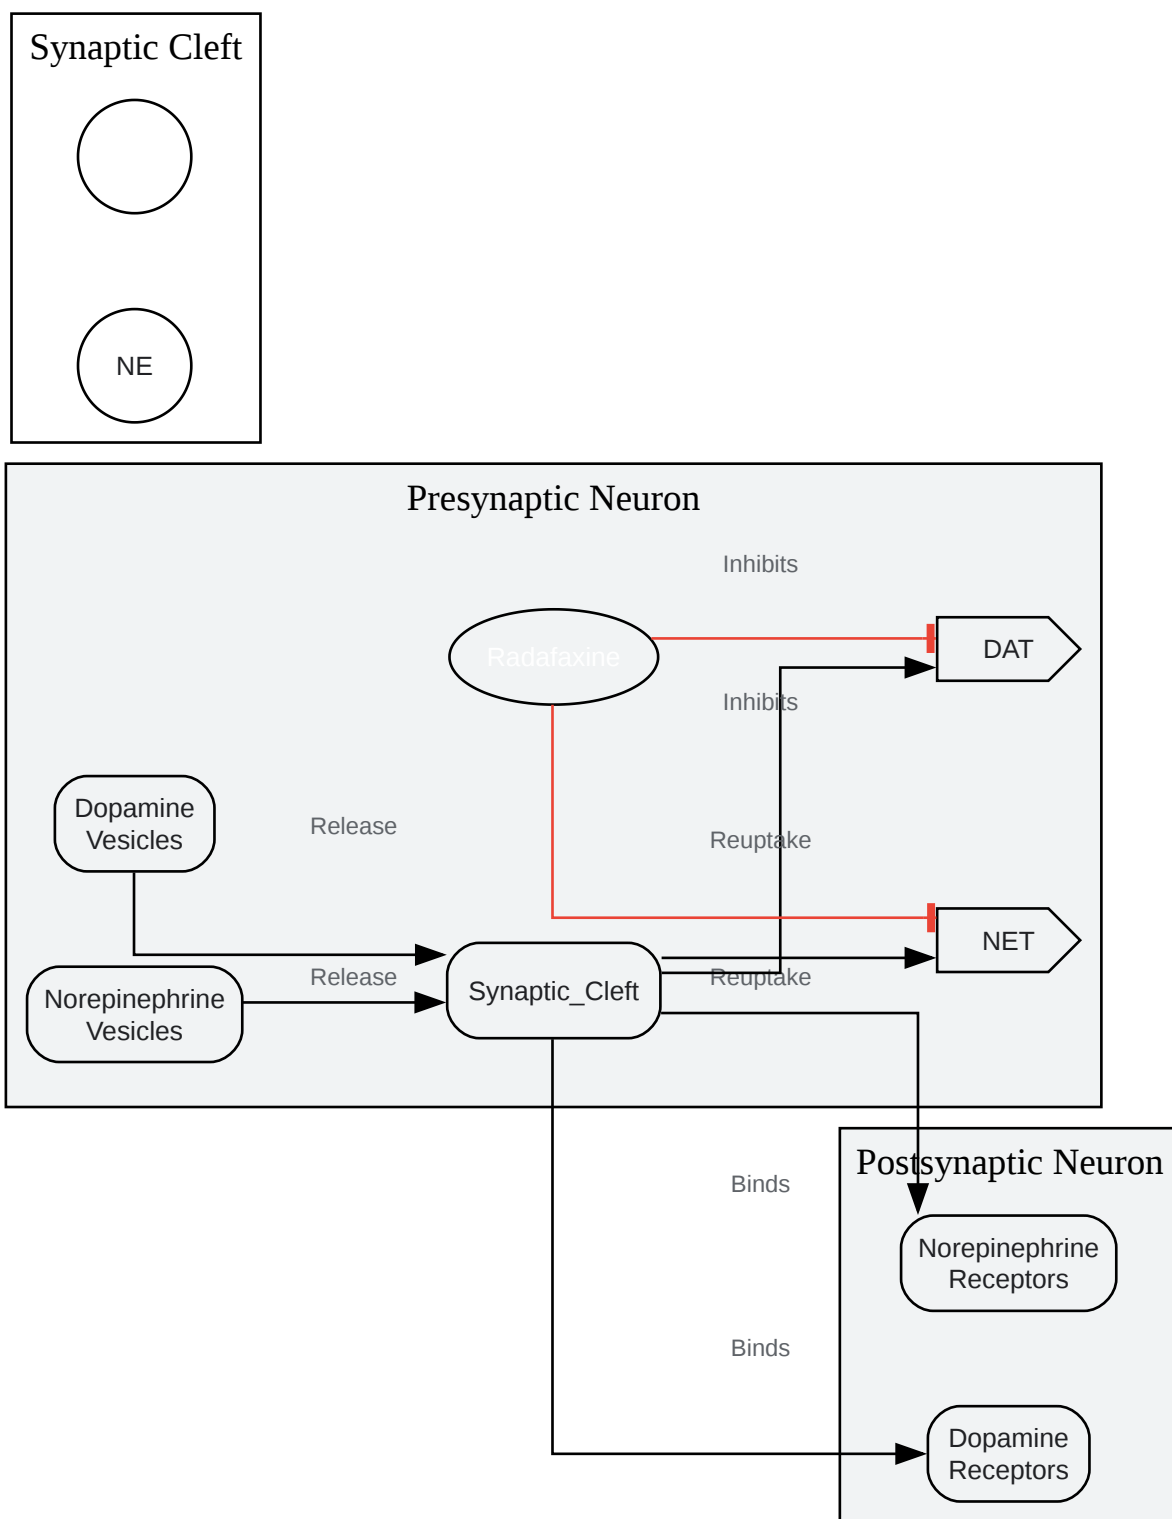 Synaptic Cleft
NE
Presynaptic Neuron
Inhibits
Radafaxine
DAT
Inhibits
Dopamine
Vesicles
Release
Reuptake
NET
Release
Reuptake
Norepinephrine
Vesicles
Synaptic_Cleft
Postsynaptic Neuron
Binds
Norepinephrine
Receptors
Binds
Dopamine
Receptors